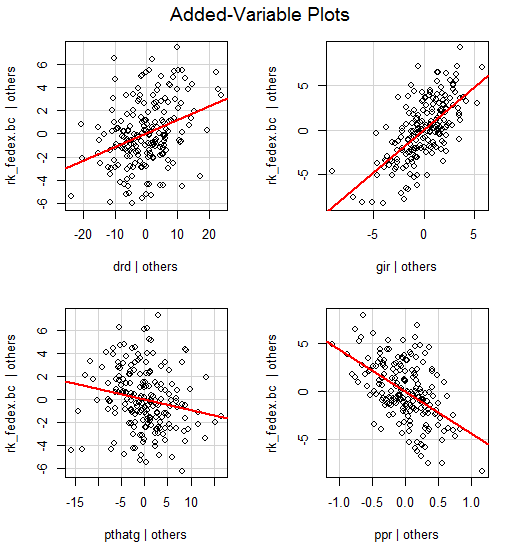 Added-Variable Plots
rk_fedex.bc | others
6
4
2
0
-2
-4
-6
-20 -10 0 10 20
drd | others
rk_fedex.bc | others
5
0
-5
-5 0 5
gir | others
rk_fedex.bc | others
6
4
2
0
-2
-4
-6
-15 -5 0 5 10
pthatg | others
rk_fedex.bc | others
5
0
-5
-1.0 -0.5 0.0 0.5 1.0
ppr | others